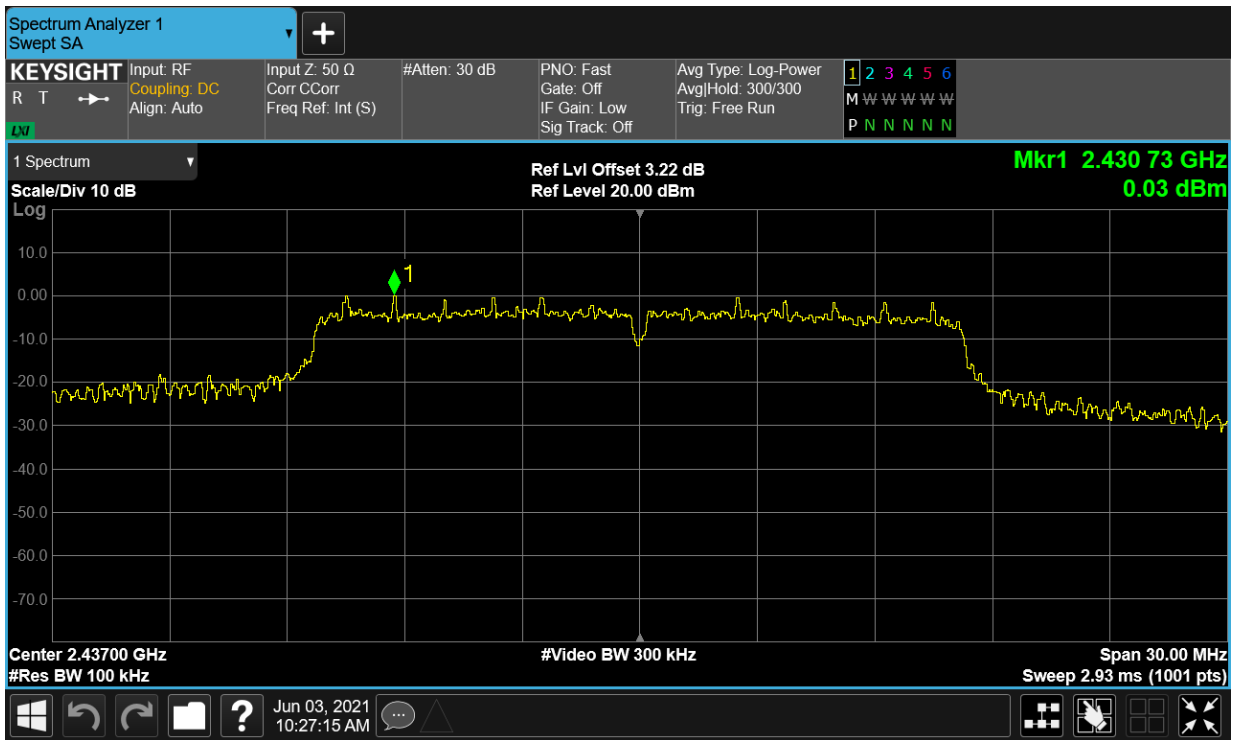 Spectrum Analyzer 1
Swept SA
KEYSIGHT
R T
LXI
Input: RF
Coupling: DC
Align: Auto
Input Z: 50 Ω
Corr CCorr
Freq Ref: Int (S)
#Atten: 30 dB
PNO: Fast
Gate: Off
IF Gain: Low
Sig Track: Off
Avg Type: Log-Power
Avg|Hold: 300/300
Trig: Free Run
1 2 3 4 5 6
M W W W W W
P N N N N N
1 Spectrum
Scale/Div 10 dB
Log
Ref Lvl Offset 3.22 dB
Ref Level 20.00 dBm
Mkr1 2.430 73 GHz
0.03 dBm
10.0
0.00
-10.0
-20.0
-30.0
-40.0
-50.0
-60.0
-70.0
1
Center 2.43700 GHz
#Res BW 100 kHz
#Video BW 300 kHz
Span 30.00 MHz
Sweep 2.93 ms (1001 pts)
?
Jun 03, 2021
10:27:15 AM